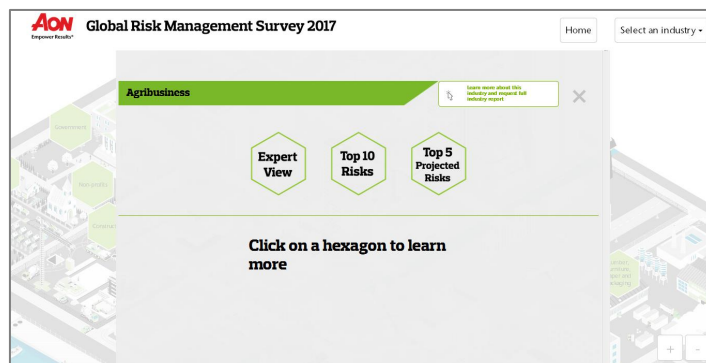 AON
Empower Results®
Global Risk Management Survey 2017
Home
Select an industry
Agribusiness
Learn more about this
industry and request full
industry report
Government
Non-profits
Expert
View
Top 10
Risks
Top 5
Projected
Risks
Click on a hexagon to learn
more
+
-